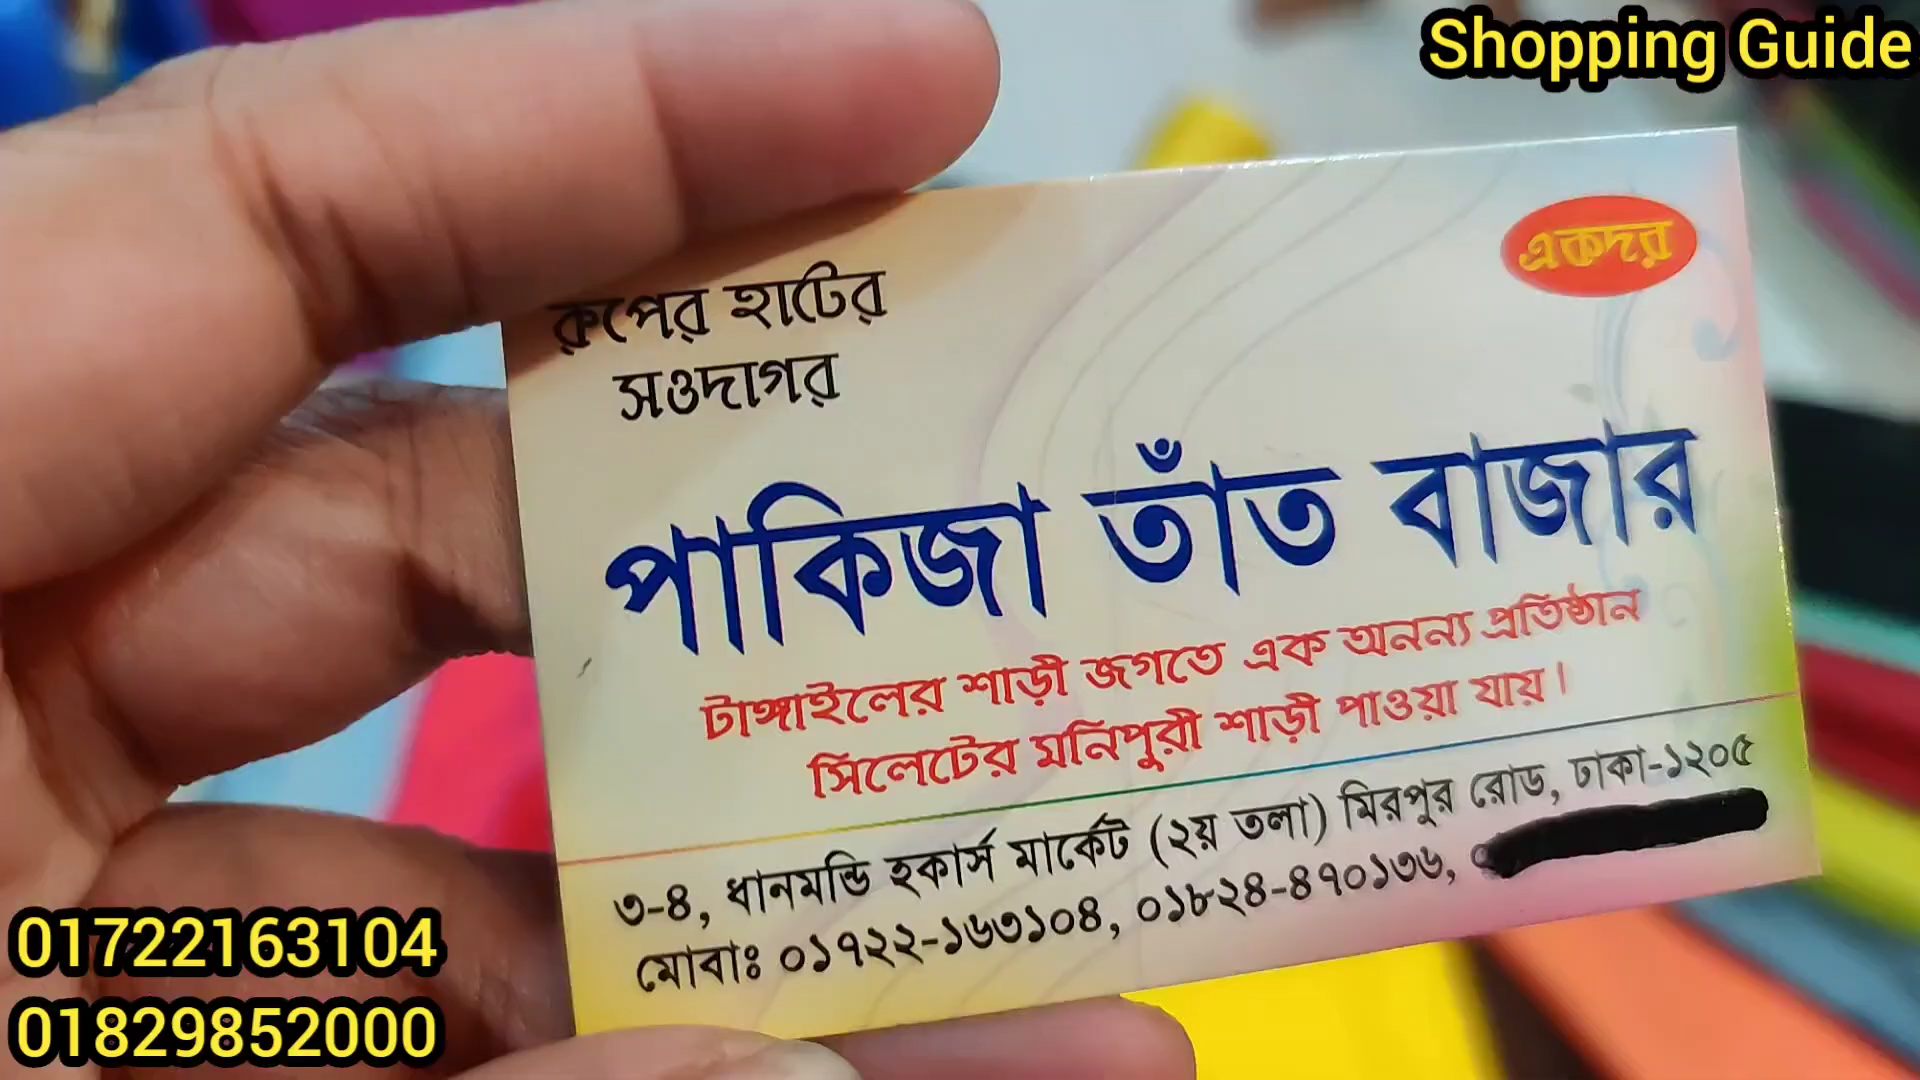 Shopping Guide
একদর
রূপের হাটের
সওদাগর
পাকিজা তাঁত বাজার
টাঙ্গাইলের শাড়ী জগতে এক অনন্য প্রতিষ্ঠান
সিলেটের মনিপুরী শাড়ী পাওয়া যায়।
৩-৪, ধানমন্ডি হকার্স মার্কেট (২য় তলা) মিরপুর রোড, ঢাকা-১২০৫
মোবাঃ ০১৭২২-১৬৩১০৪, ০১৮২৪-৪৭০১৩৬,
01722163104
01829852000